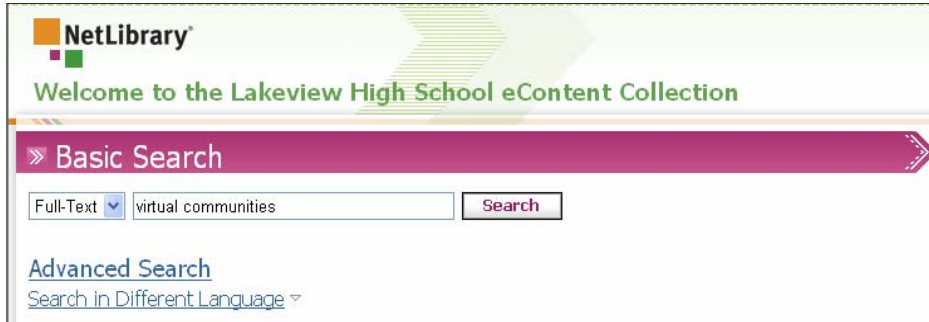 NetLibrary®
Welcome to the Lakeview High School eContent Collection
» Basic Search
Full-Text virtual communities Search
Advanced Search
Search in Different Language